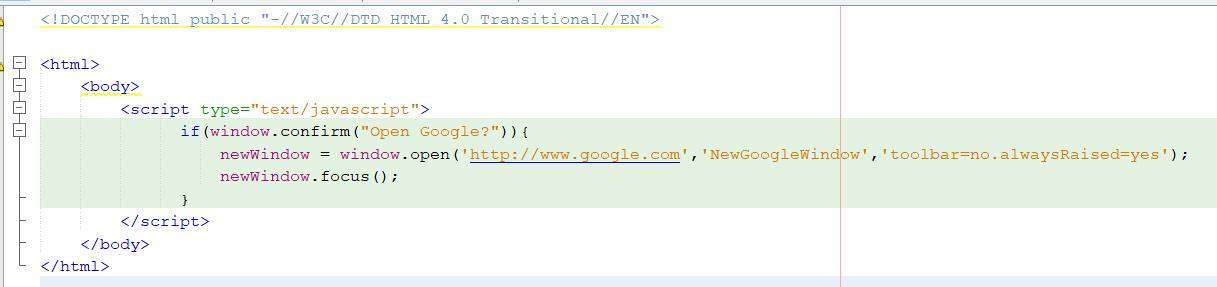 <!DOCTYPE html public "-//W3C//DTD HTML 4.0 Transitional//EN">
<html>
<body>
<script type="text/javascript">
if(window.confirm("Open Google?")){
newWindow = window.open('http://www.google.com','NewGoogleWindow','toolbar=no.alwaysRaised=yes');
newWindow.focus();
}
</script>
</body>
</html>